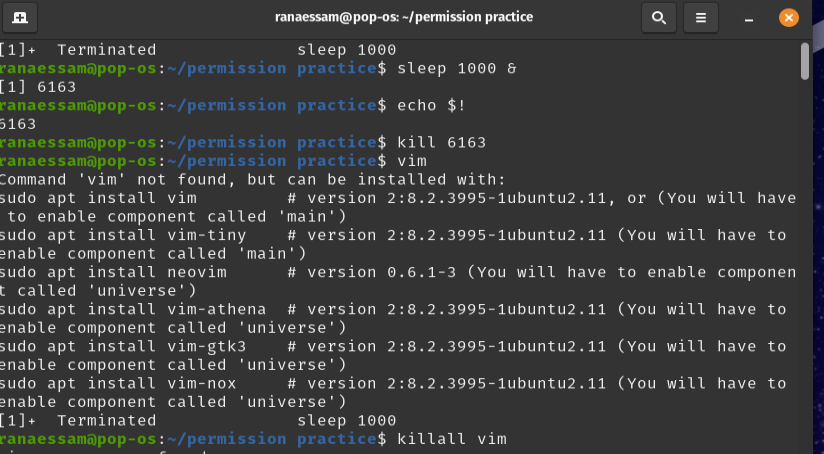 ranaessam@pop-os: ~/permission practice
[1]+  Terminated              sleep 1000
ranaessam@pop-os:~/permission practice$ sleep 1000 &
[1] 6163
ranaessam@pop-os:~/permission practice$ echo $!
6163
ranaessam@pop-os:~/permission practice$ kill 6163
ranaessam@pop-os:~/permission practice$ vim
Command 'vim' not found, but can be installed with:
sudo apt install vim         # version 2:8.2.3995-1ubuntu2.11, or (You will have
 to enable component called 'main')
sudo apt install vim-tiny    # version 2:8.2.3995-1ubuntu2.11 (You will have to
enable component called 'main')
sudo apt install neovim      # version 0.6.1-3 (You will have to enable componen
t called 'universe')
sudo apt install vim-athena  # version 2:8.2.3995-1ubuntu2.11 (You will have to
enable component called 'universe')
sudo apt install vim-gtk3    # version 2:8.2.3995-1ubuntu2.11 (You will have to
enable component called 'universe')
sudo apt install vim-nox     # version 2:8.2.3995-1ubuntu2.11 (You will have to
enable component called 'universe')
[1]+  Terminated              sleep 1000
ranaessam@pop-os:~/permission practice$ killall vim